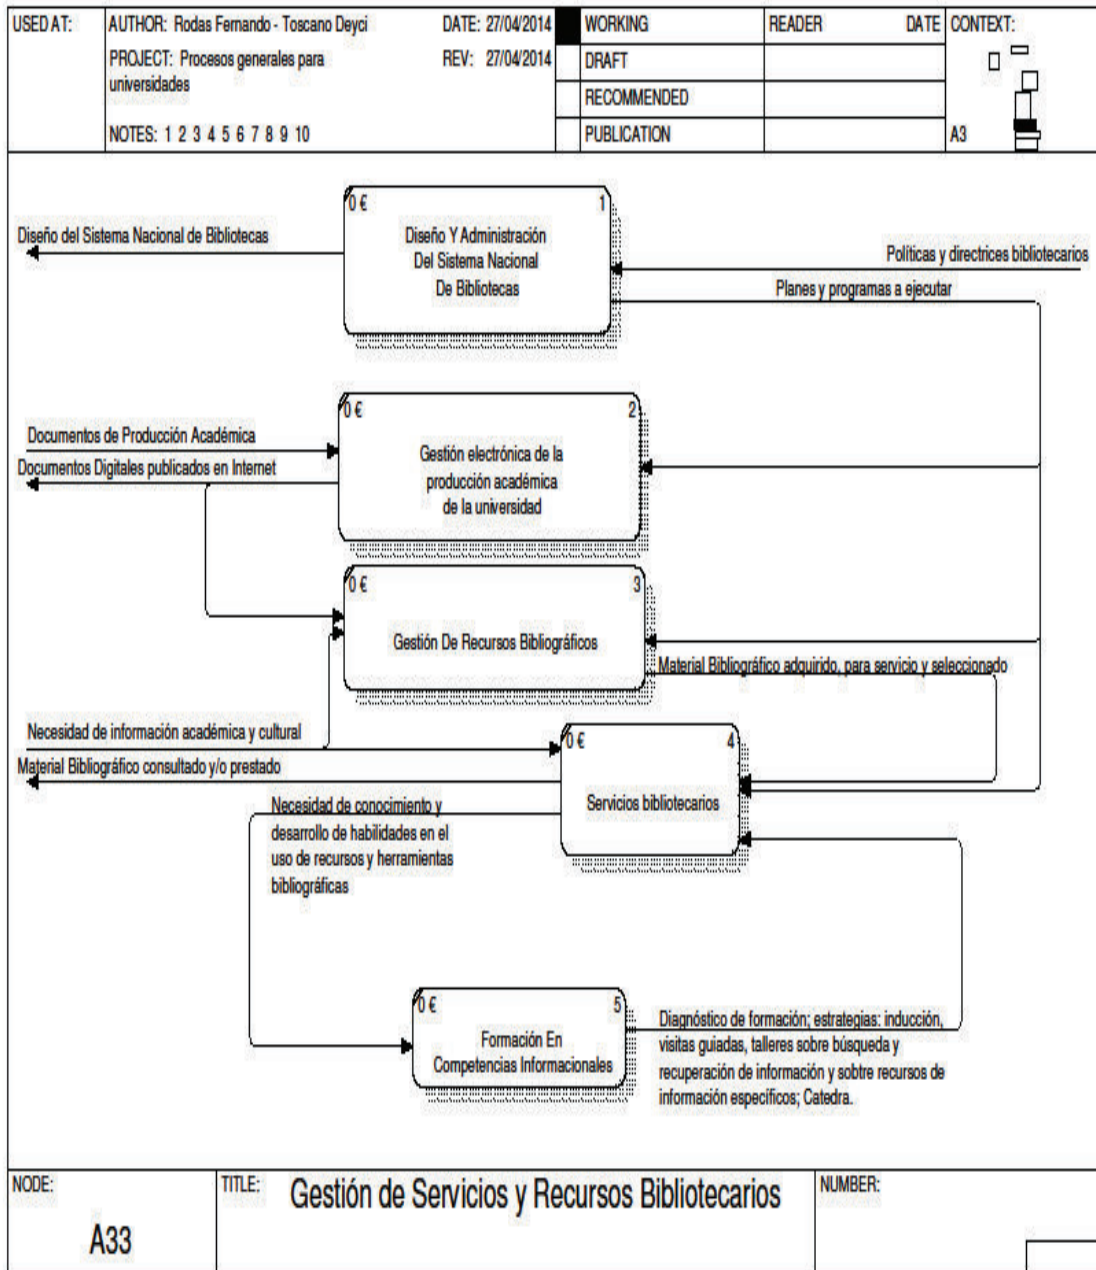 USED AT:
AUTHOR: Rodas Fernando - Toscano Deyci
DATE: 27/04/2014
PROJECT: Procesos generales para
universidades
REV: 27/04/2014
NOTES: 1 2 3 4 5 6 7 8 9 10
WORKING
DRAFT
RECOMMENDED
PUBLICATION
READER DATE
CONTEXT:
A3
0 € 1
Diseño Y Administración
Del Sistema Nacional
De Bibliotecas
Diseño del Sistema Nacional de Bibliotecas
Políticas y directrices bibliotecarios
Planes y programas a ejecutar
0 € 2
Gestión electrónica de la
producción académica
de la universidad
Documentos de Producción Académica
Documentos Digitales publicados en Internet
0 € 3
Gestión De Recursos Bibliográficos
Material Bibliográfico adquirido, para servicio y seleccionado
Necesidad de información académica y cultural
Material Bibliográfico consultado y/o prestado
0 € 4
Servicios bibliotecarios
Necesidad de conocimiento y
desarrollo de habilidades en el
uso de recursos y herramientas
bibliográficas
0 € 5
Formación En
Competencias Informacionales
Diagnóstico de formación; estrategias: inducción,
visitas guiadas, talleres sobre búsqueda y
recuperación de información y sobtre recursos de
información específicos; Catedra.
NODE:
A33
TITLE: Gestión de Servicios y Recursos Bibliotecarios
NUMBER: